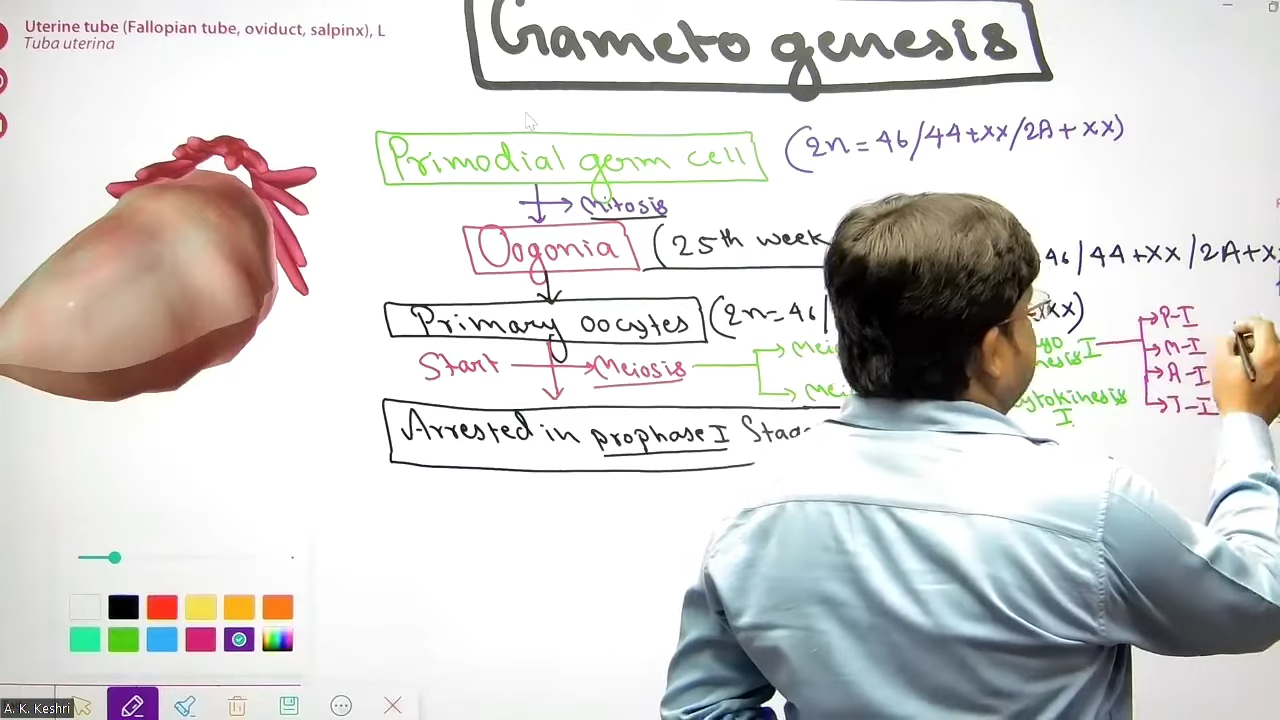 Uterine tube (Fallopian tube, oviduct, salpinx), L
Tuba uterina
Gameto genesis
Primodial germ cell (2n = 46/44+xx/2A+xx)
Mitosis
Oogonia (25th week 46/44+xx/2A+x
Primary oocytes (2n=46/ xx)
P-I
Start Meiosis
M-I
A-I
T-I
nesis I
cytokinesis
I
Arrested in prophase I
A. K. Keshri